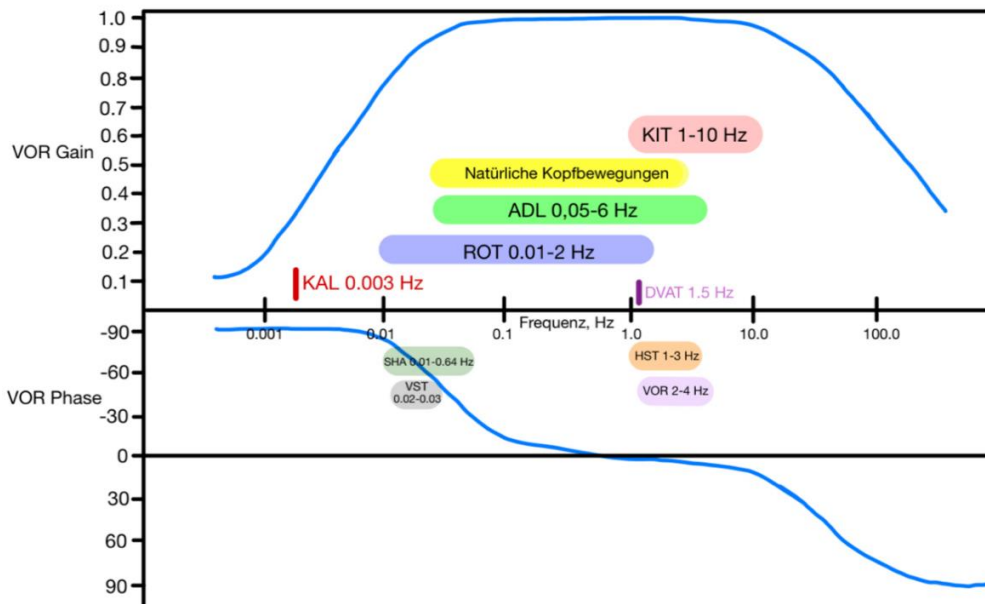 1.0
0.9
0.8
0.7
0.6
0.5
0.4
0.3
0.2
0.1
VOR Gain
KIT 1-10 Hz
Natürliche Kopfbewegungen
ADL 0,05-6 Hz
ROT 0.01-2 Hz
KAL 0.003 Hz
DVAT 1.5 Hz
Frequenz, Hz
0.001
0.01
0.1
1.0
10.0
100.0
-90
-60
-30
0
30
60
90
VOR Phase
SHA 0.01-0.64 Hz
VST
0.02-0.03
HST 1-3 Hz
VOR 2-4 Hz